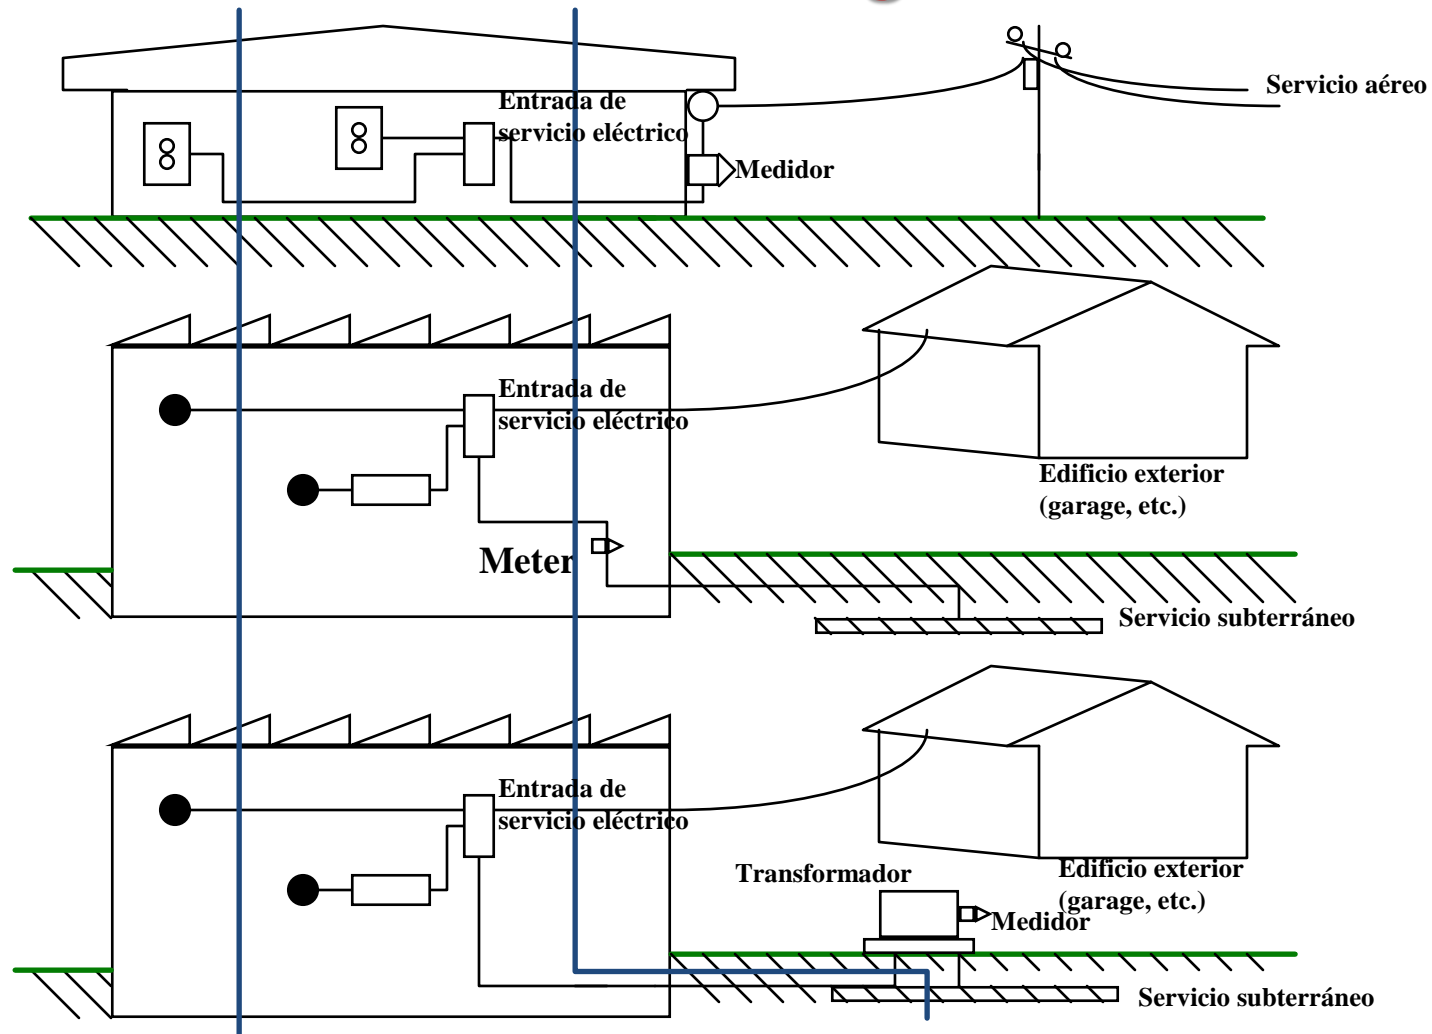 Entrada de
servicio eléctrico
Servicio aéreo
Medidor
Entrada de
servicio eléctrico
Edificio exterior
(garage, etc.)
Meter
Servicio subterráneo
Entrada de
servicio eléctrico
Transformador
Edificio exterior
(garage, etc.)
Medidor
Servicio subterráneo